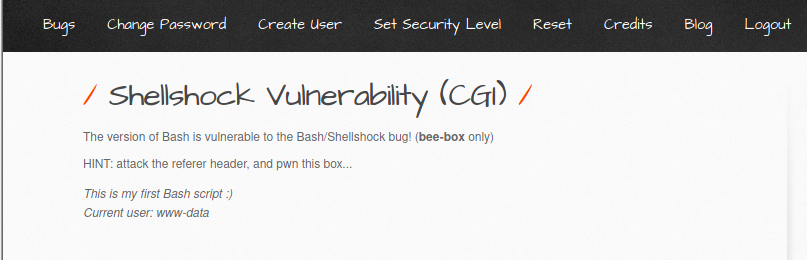 Bugs Change Password Create User Set Security Level Reset Credits Blog Logout
/ Shellshock Vulnerability (CGI) /
The version of Bash is vulnerable to the Bash/Shellshock bug! (bee-box only)
HINT: attack the referer header, and pwn this box...
This is my first Bash script :)
Current user: www-data